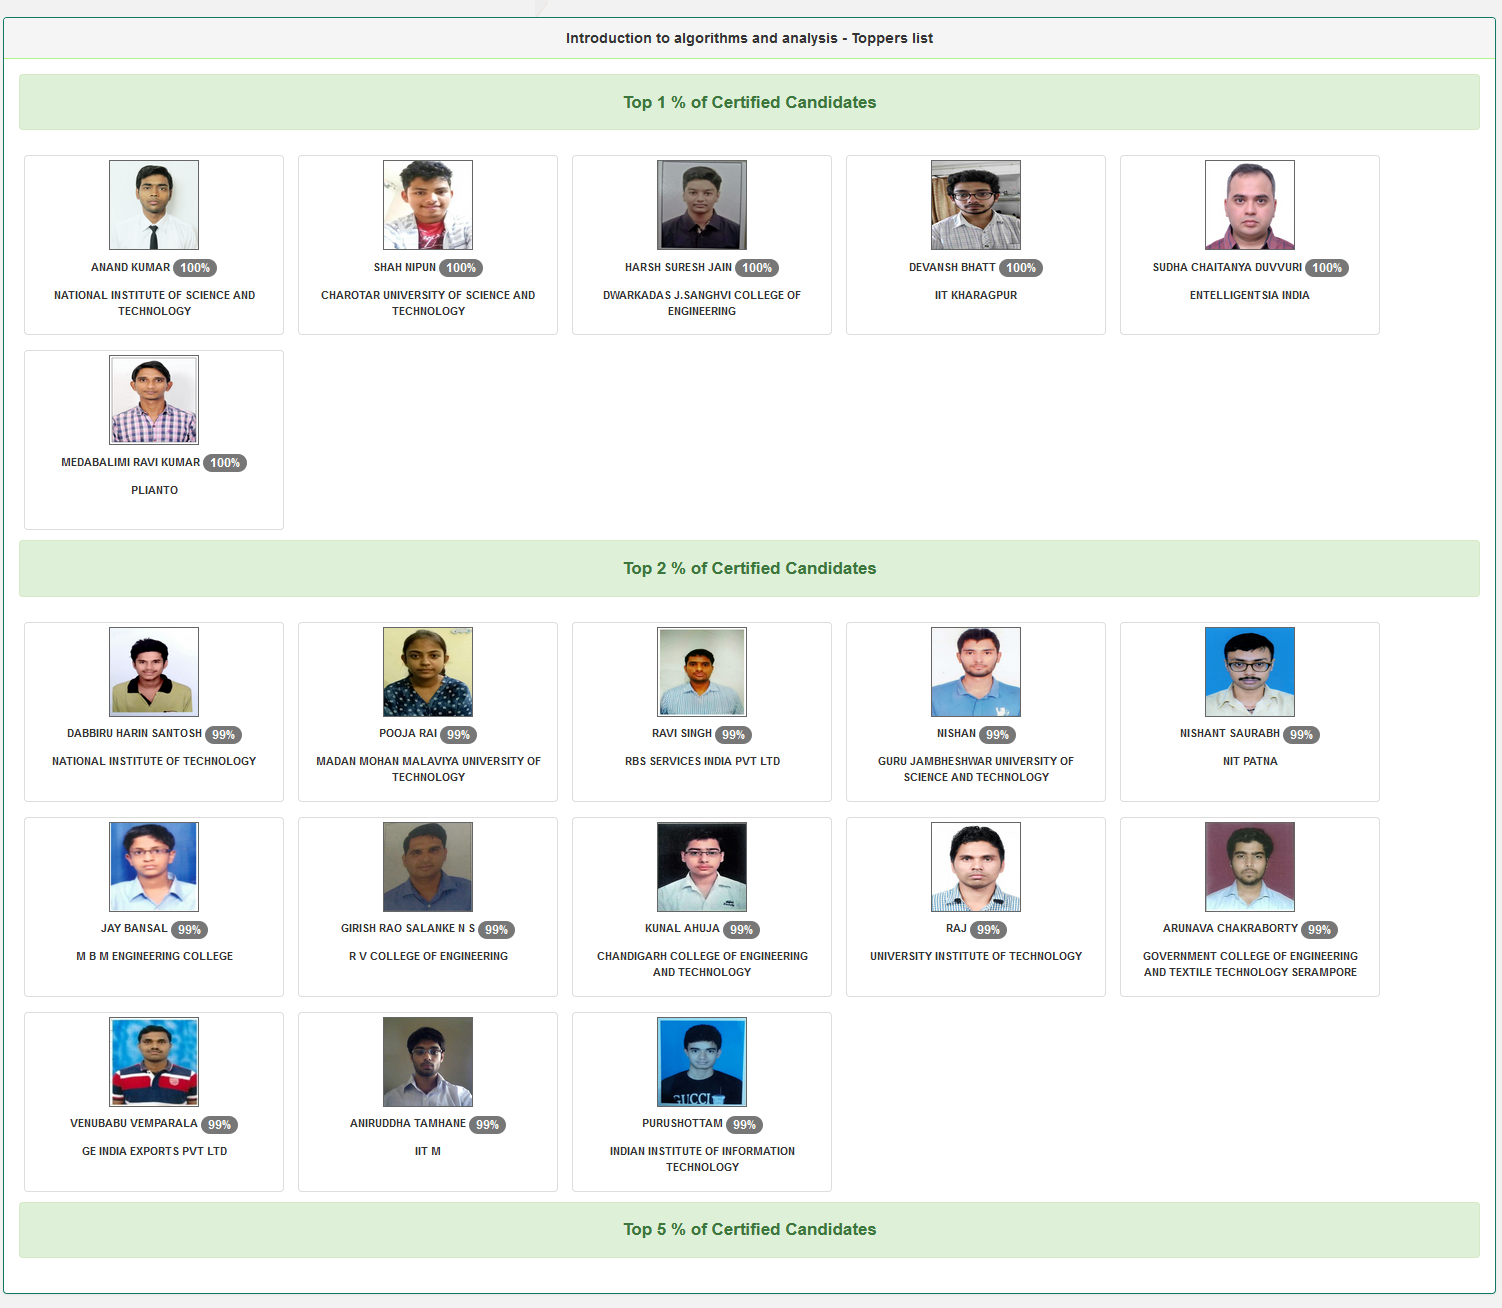 Introduction to algorithms and analysis - Toppers list
Top 1 % of Certified Candidates
ANAND KUMAR 100%
NATIONAL INSTITUTE OF SCIENCE AND
TECHNOLOGY
SHAH NIPUN 100%
CHAROTAR UNIVERSITY OF SCIENCE AND
TECHNOLOGY
HARSH SURESH JAIN 100%
DWARKADAS J.SANGHVI COLLEGE OF
ENGINEERING
DEVANSH BHATT 100%
IIT KHARAGPUR
SUDHA CHAITANYA DUVVURI 100%
ENTELLIGENTSIA INDIA
MEDABALIMI RAVI KUMAR 100%
PLIANTO
Top 2 % of Certified Candidates
DABBIRU HARIN SANTOSH 99%
NATIONAL INSTITUTE OF TECHNOLOGY
POOJA RAI 99%
MADAN MOHAN MALAVIYA UNIVERSITY OF
TECHNOLOGY
RAVI SINGH 99%
RBS SERVICES INDIA PVT LTD
NISHAN 99%
GURU JAMBHESHWAR UNIVERSITY OF
SCIENCE AND TECHNOLOGY
NISHANT SAURABH 99%
NIT PATNA
JAY BANSAL 99%
M B M ENGINEERING COLLEGE
GIRISH RAO SALANKE N S 99%
R V COLLEGE OF ENGINEERING
KUNAL AHUJA 99%
CHANDIGARH COLLEGE OF ENGINEERING
AND TECHNOLOGY
RAJ 99%
UNIVERSITY INSTITUTE OF TECHNOLOGY
ARUNAVA CHAKRABORTY 99%
GOVERNMENT COLLEGE OF ENGINEERING
AND TEXTILE TECHNOLOGY SERAMPORE
VENUBABU VEMPARALA 99%
GE INDIA EXPORTS PVT LTD
ANIRUDDHA TAMHANE 99%
IIT M
GUCCI
PURUSHOTTAM 99%
INDIAN INSTITUTE OF INFORMATION
TECHNOLOGY
Top 5 % of Certified Candidates